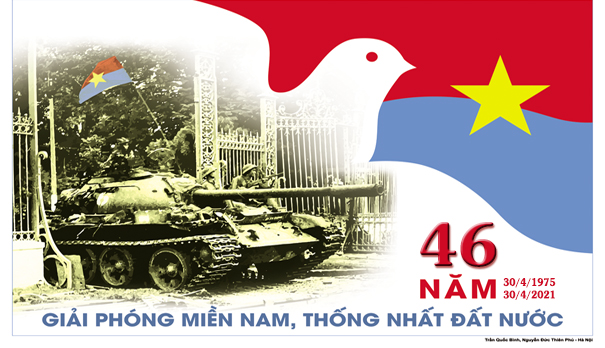 46
NĂM
30/4/1975
30/4/2021
GIẢI PHÓNG MIỀN NAM, THỐNG NHẤT ĐẤT NƯỚC
Trần Quốc Bình, Nguyễn Đức Thiên Phú - Hà Nội